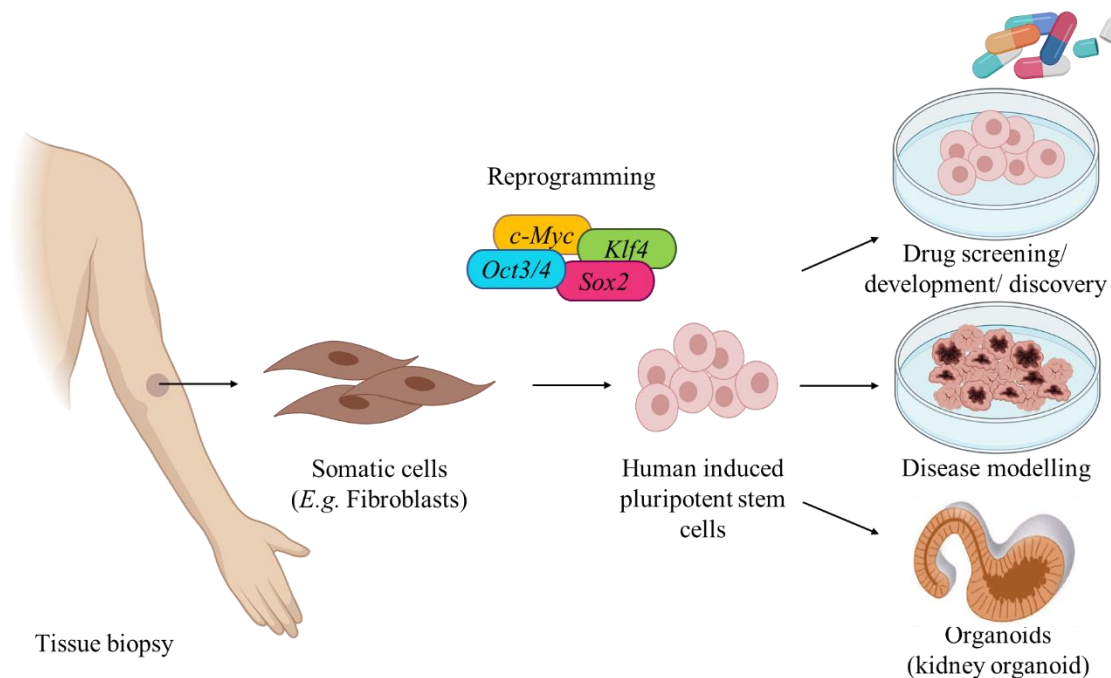 Reprogramming
c-Myc
Klf4
Oct3/4
Sox2
Drug screening/
development/ discovery
Somatic cells
(E.g. Fibroblasts)
Human induced
pluripotent stem
cells
Disease modelling
Tissue biopsy
Organoids
(kidney organoid)